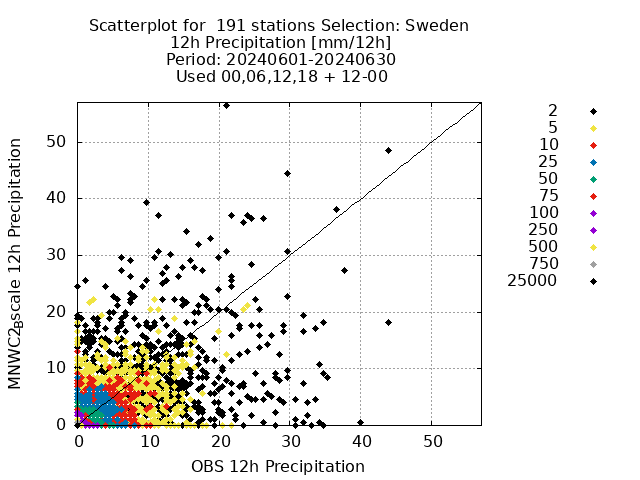 Scatterplot for  191 stations Selection: Sweden
12h Precipitation [mm/12h]
Period: 20240601-20240630
Used 00,06,12,18 + 12-00
MNWC2Bscale 12h Precipitation
50
40
30
20
10
0
0 10 20 30 40 50
OBS 12h Precipitation
2
5
10
25
50
75
100
250
500
750
25000